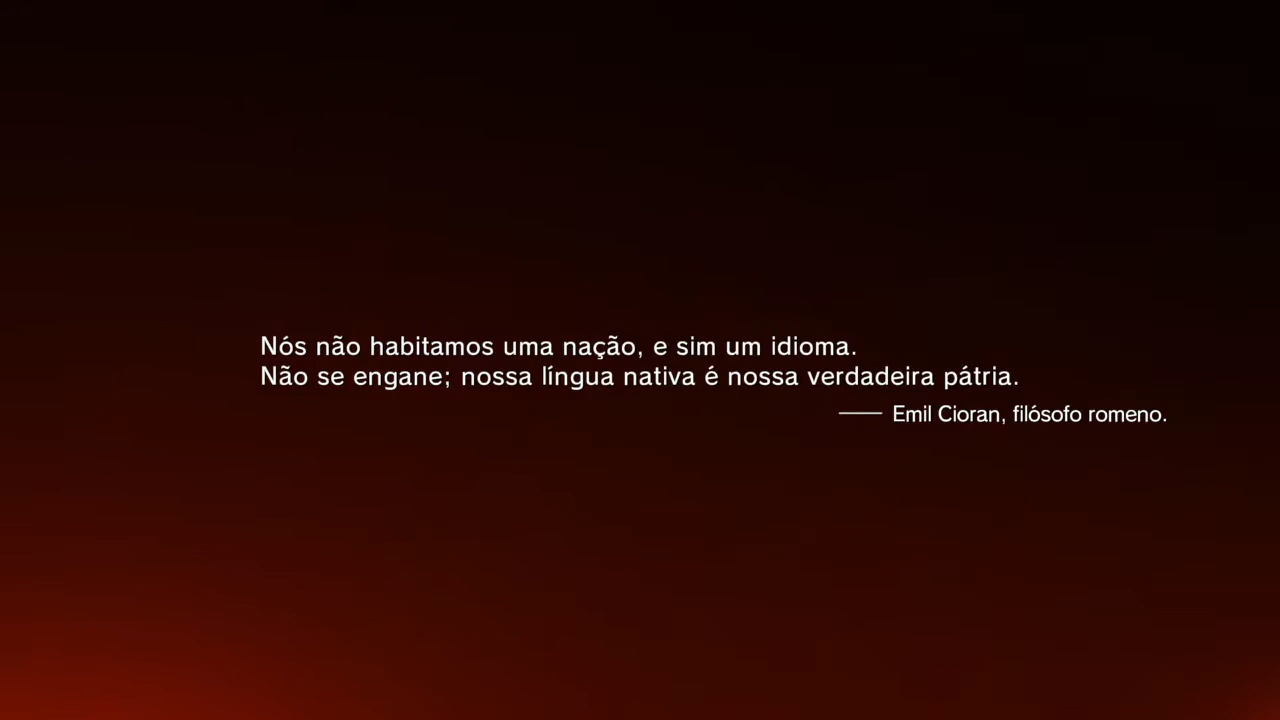 Nós não habitamos uma nação, e sim um idioma.
Não se engane; nossa língua nativa é nossa verdadeira pátria.
—— Emil Cioran, filósofo romeno.